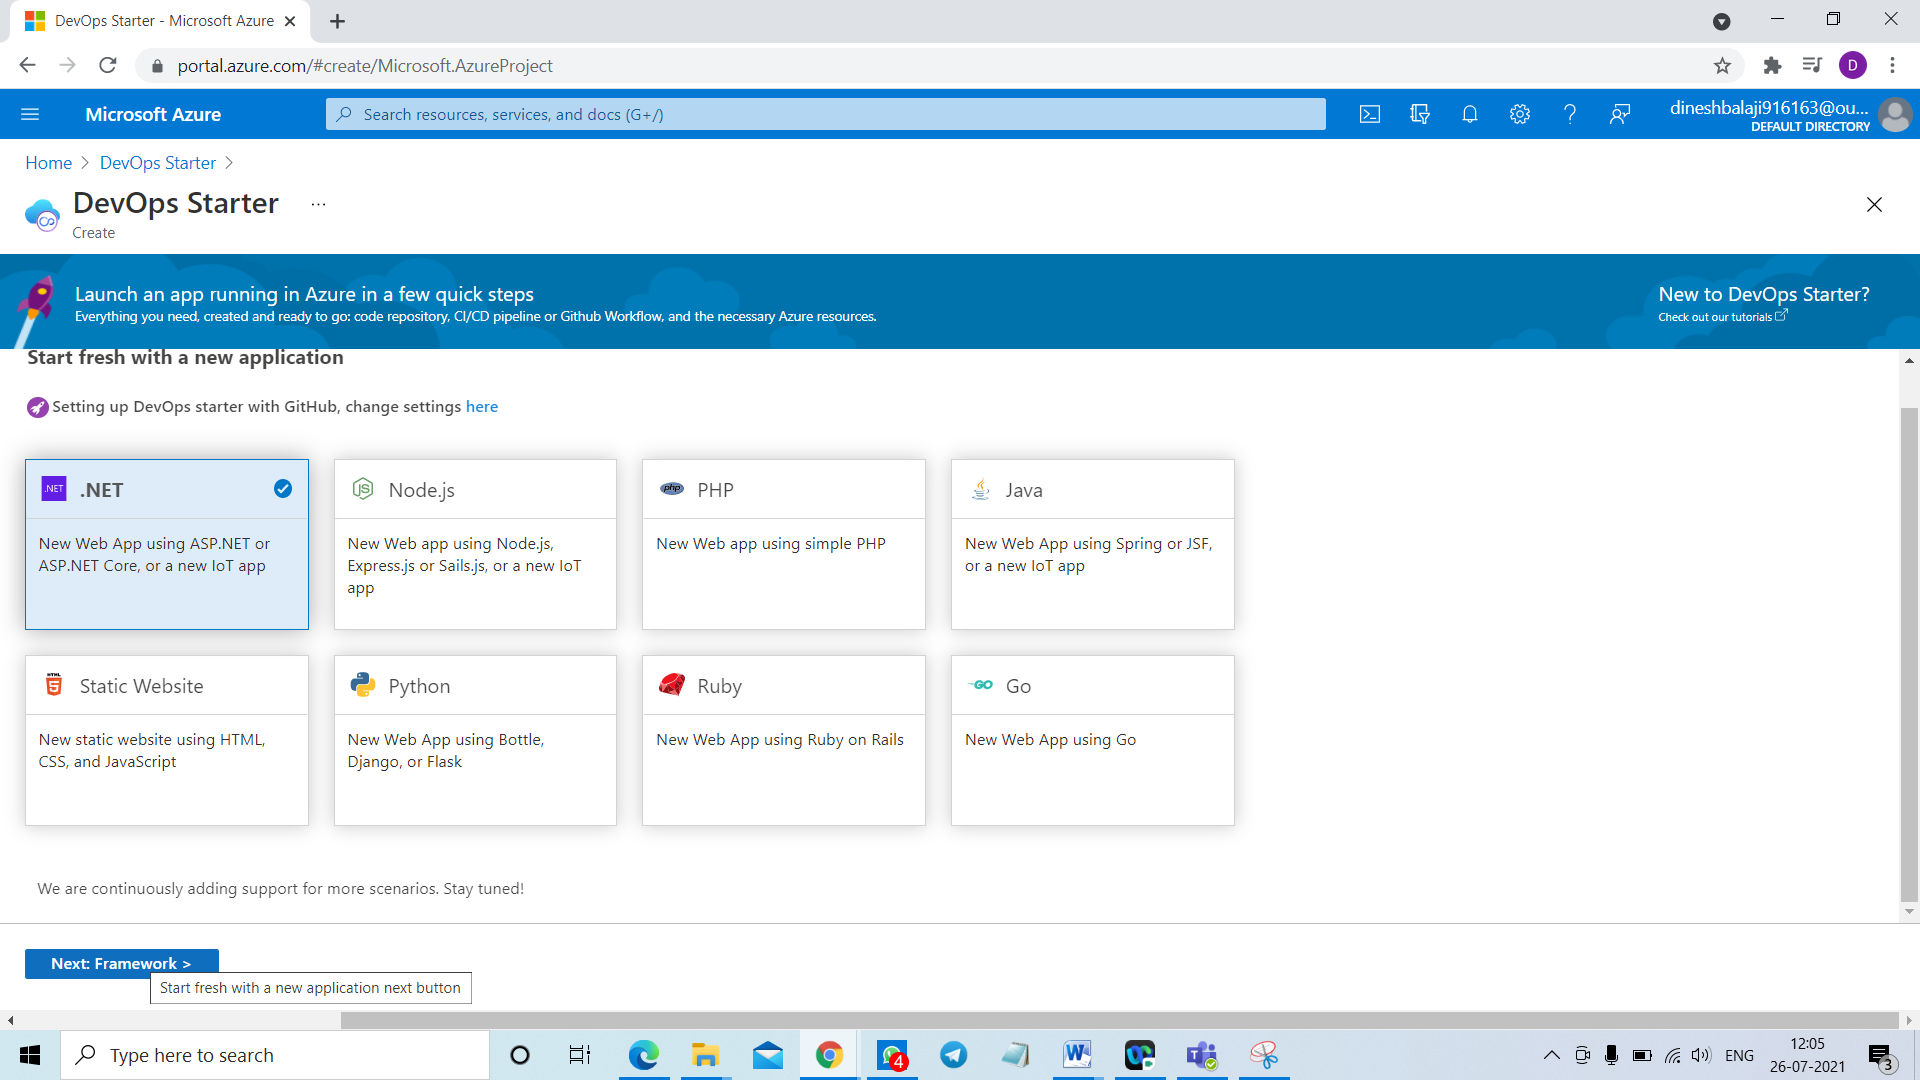 DevOps Starter - Microsoft Azure
portal.azure.com/#create/Microsoft.AzureProject
D
Microsoft Azure
Search resources, services, and docs (G+/)
dineshbalaji916163@ou...
DEFAULT DIRECTORY
Home > DevOps Starter >
DevOps Starter ...
Create
Launch an app running in Azure in a few quick steps
Everything you need, created and ready to go: code repository, CI/CD pipeline or Github Workflow, and the necessary Azure resources.
New to DevOps Starter?
Check out our tutorials
Start fresh with a new application
Setting up DevOps starter with GitHub, change settings here
.NET
.NET
New Web App using ASP.NET or
ASP.NET Core, or a new IoT app
Node.js
New Web app using Node.js,
Express.js or Sails.js, or a new IoT
app
php
PHP
New Web app using simple PHP
Java
New Web App using Spring or JSF,
or a new IoT app
HTML
5
Static Website
New static website using HTML,
CSS, and JavaScript
Python
New Web App using Bottle,
Django, or Flask
Ruby
New Web App using Ruby on Rails
GO
Go
New Web App using Go
We are continuously adding support for more scenarios. Stay tuned!
Next: Framework >
Start fresh with a new application next button
Type here to search
4
ENG
12:05
26-07-2021
3